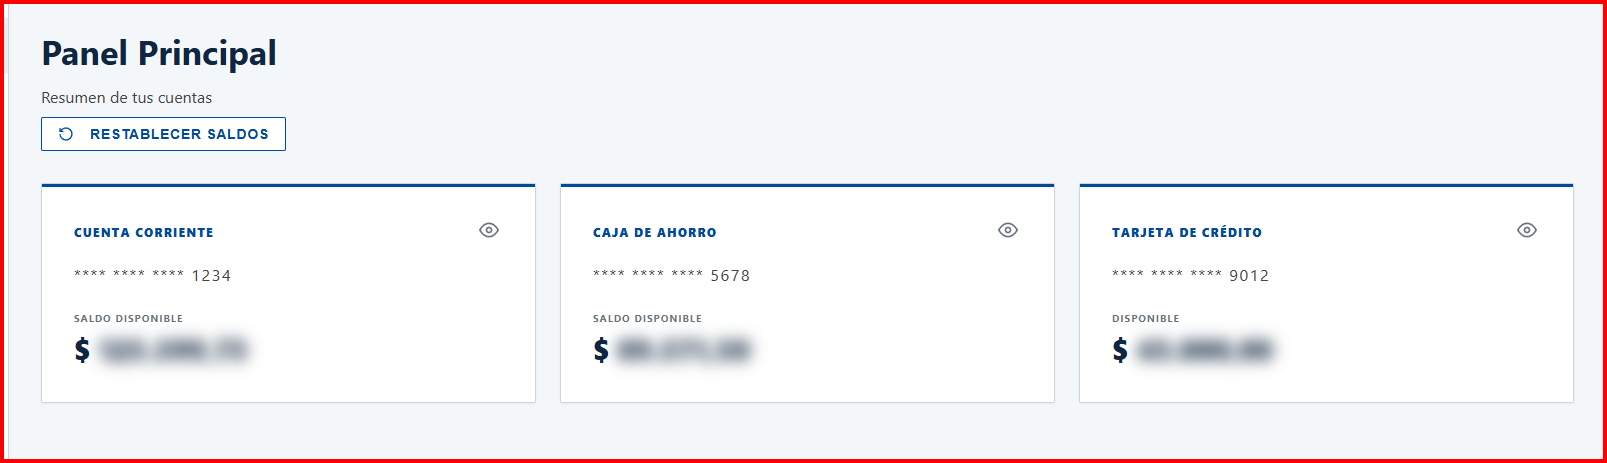 Panel Principal
Resumen de tus cuentas
RESTABLECER SALDOS
CUENTA CORRIENTE
**** **** **** 1234
SALDO DISPONIBLE
$
CAJA DE AHORRO
**** **** **** 5678
SALDO DISPONIBLE
$
TARJETA DE CRÉDITO
**** **** **** 9012
DISPONIBLE
$